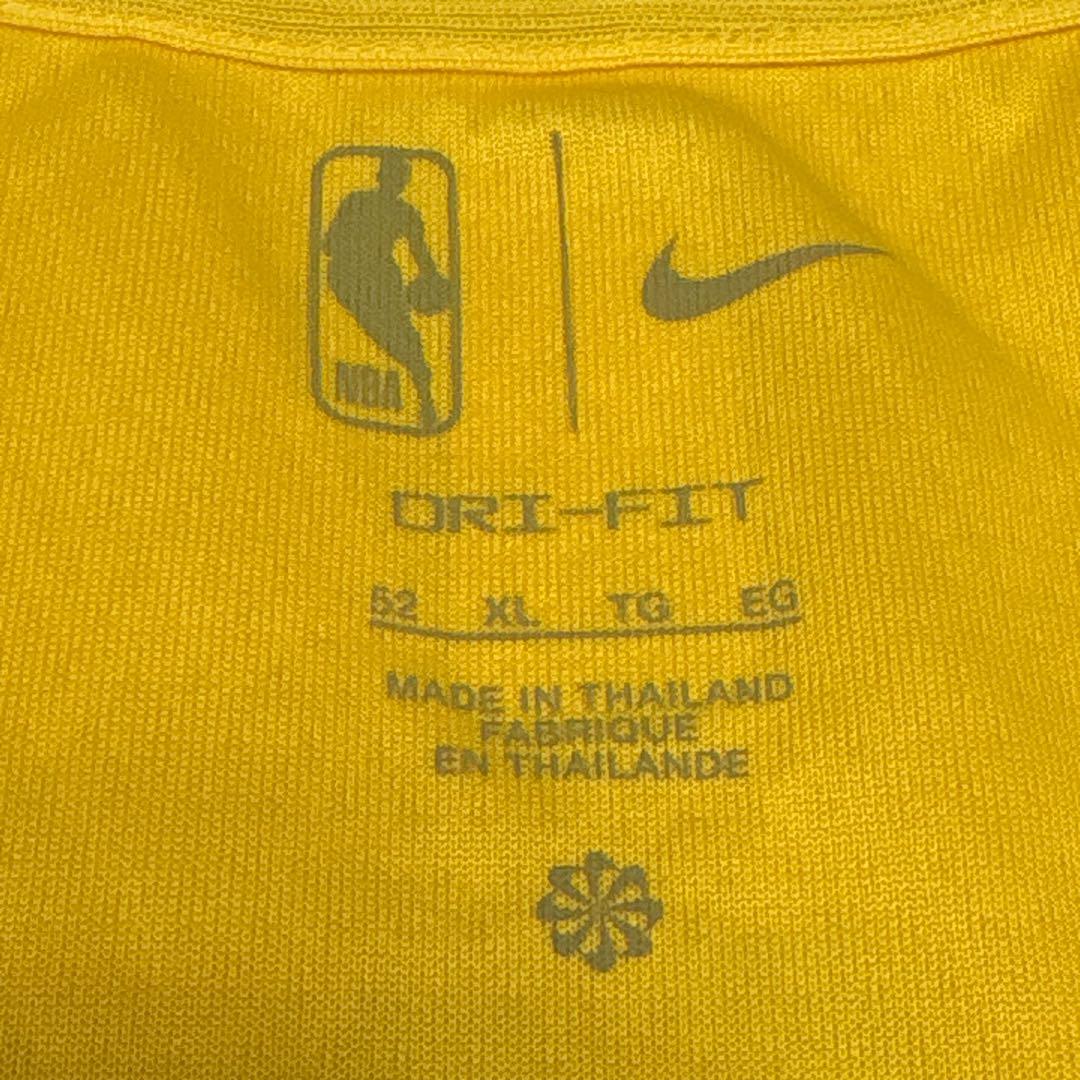 NBA
DRI-FIT
52 XL TG EG
MADE IN THAILAND
FABRIQUE
EN THAILANDE